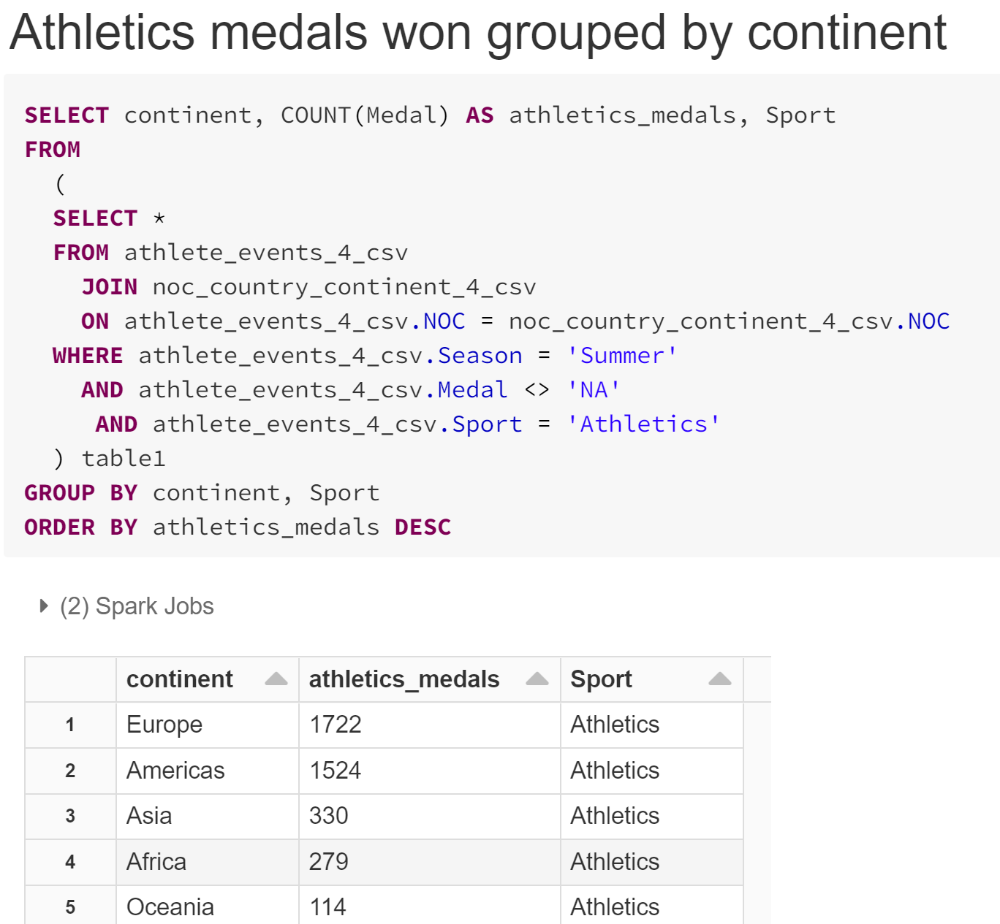 Athletics medals won grouped by continent
SELECT continent, COUNT(Medal) AS athletics_medals, Sport
FROM
(
SELECT *
FROM athlete_events_4_csv
JOIN noc_country_continent_4_csv
ON athlete_events_4_csv.NOC = noc_country_continent_4_csv.NOC
WHERE athlete_events_4_csv.Season = 'Summer'
AND athlete_events_4_csv.Medal <> 'NA'
AND athlete_events_4_csv.Sport = 'Athletics'
) table1
GROUP BY continent, Sport
ORDER BY athletics_medals DESC
(2) Spark Jobs
continent athletics_medals Sport
1 Europe 1722 Athletics
2 Americas 1524 Athletics
3 Asia 330 Athletics
4 Africa 279 Athletics
5 Oceania 114 Athletics